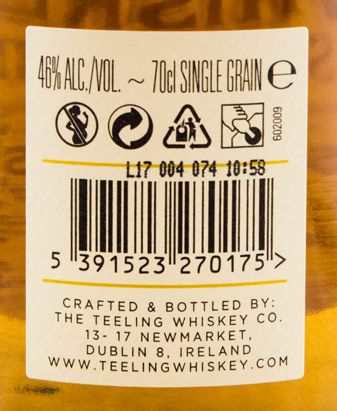 46% ALC./VOL. ~ 70cl SINGLE GRAIN e
602009
L17 004 074 10:58
5 391523 270175 >
CRAFTED & BOTTLED BY:
THE TEELING WHISKEY CO.
13- 17 NEWMARKET,
DUBLIN 8, IRELAND
WWW.TEELINGWHISKEY.COM